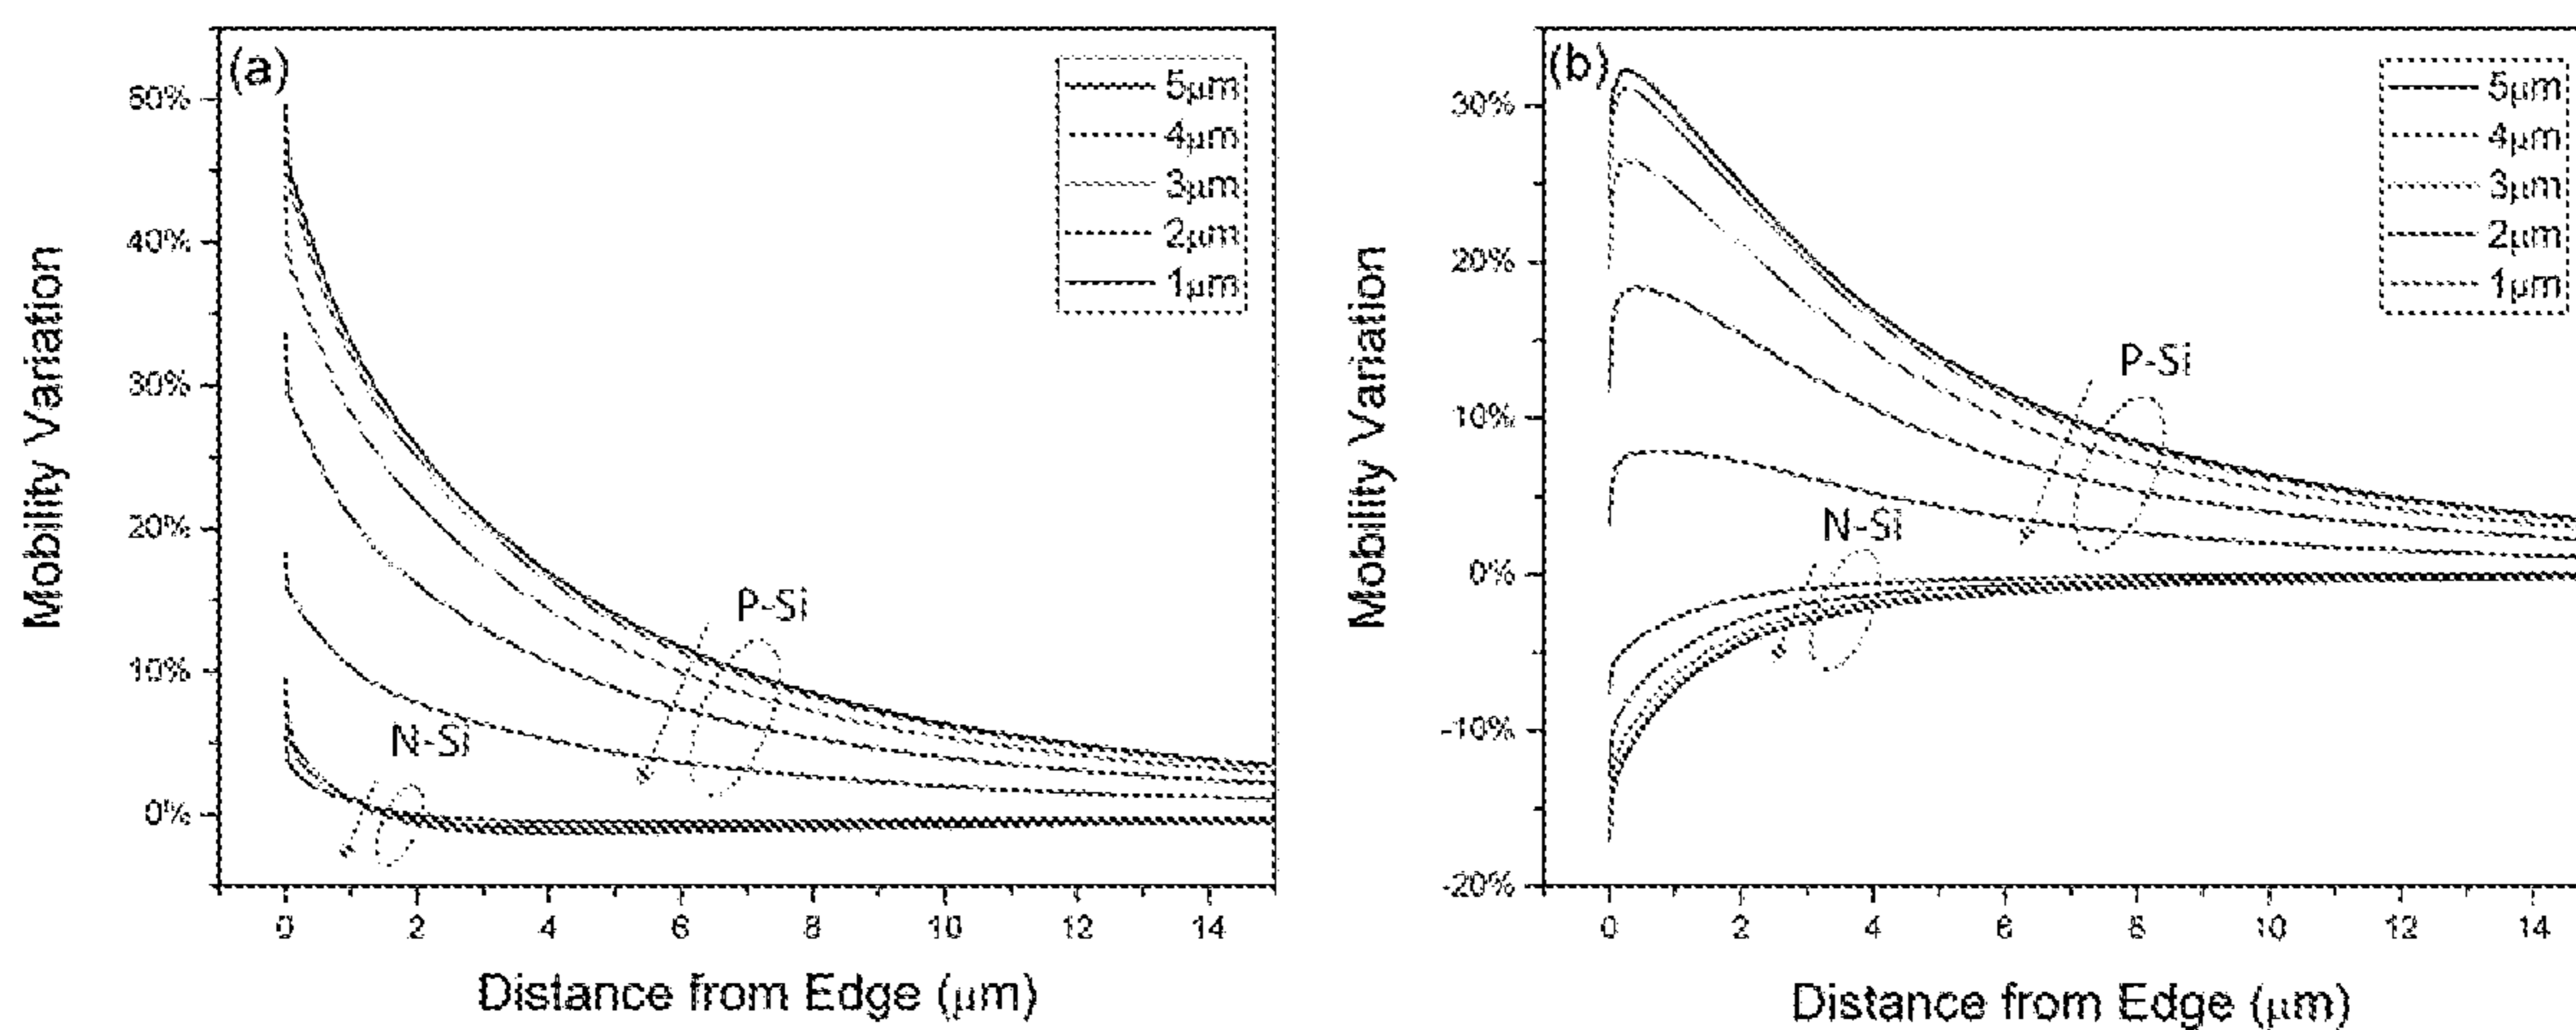 (a)
50%
40%
30%
20%
10%
0%
Mobility Variation
5μm
4μm
3μm
2μm
1μm
P-Si
N-Si
0 2 4 6 8 10 12 14
Distance from Edge (μm)
(b)
30%
20%
10%
0%
-10%
-20%
Mobility Variation
5μm
4μm
3μm
2μm
1μm
P-Si
N-Si
0 2 4 6 8 10 12 14
Distance from Edge (μm)